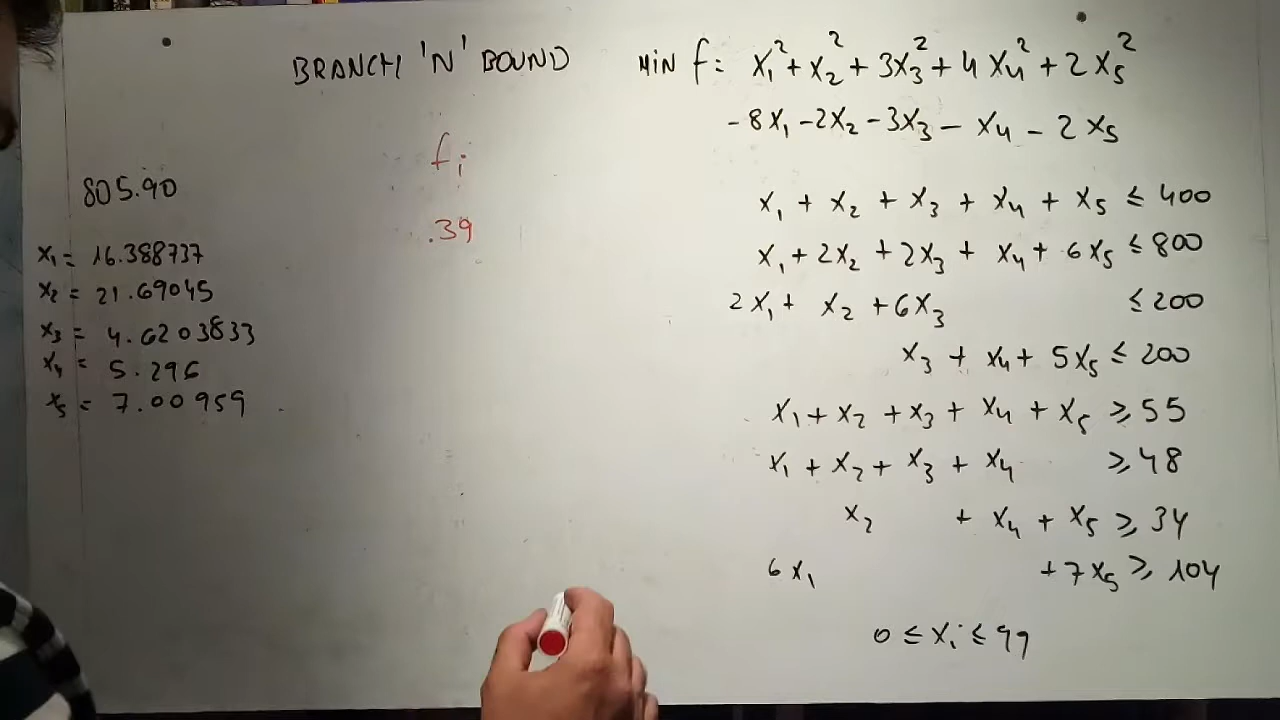 BRANCH 'N' BOUND
MIN f = x₁² + x₂² + 3x₃² + 4x₄² + 2x₅²
- 8x₁ - 2x₂ - 3x₃ - x₄ - 2x₅
fᵢ
.39
805.90
x₁ = 16.388737
x₂ = 21.69045
x₃ = 4.6203833
x₄ = 5.296
x₅ = 7.00959
x₁ + x₂ + x₃ + x₄ + x₅ ≤ 400
x₁ + 2x₂ + 2x₃ + x₄ + 6x₅ ≤ 800
2x₁ + x₂ + 6x₃ ≤ 200
x₃ + x₄ + 5x₅ ≤ 200
x₁ + x₂ + x₃ + x₄ + x₅ ≥ 55
x₁ + x₂ + x₃ + x₄ ≥ 48
x₂ + x₄ + x₅ ≥ 34
6x₁ + 7x₅ ≥ 104
0 ≤ xᵢ ≤ 99